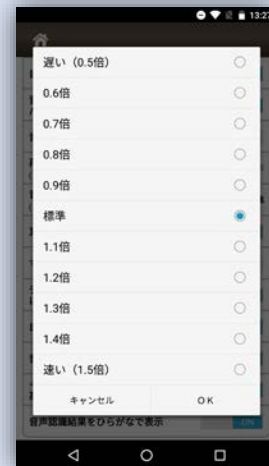 13:27
遅い（0.5倍）
0.6倍
0.7倍
0.8倍
0.9倍
標準
1.1倍
1.2倍
1.3倍
1.4倍
速い（1.5倍）
キャンセル
ＯＫ
音声認識結果をひらがなで表示
ON